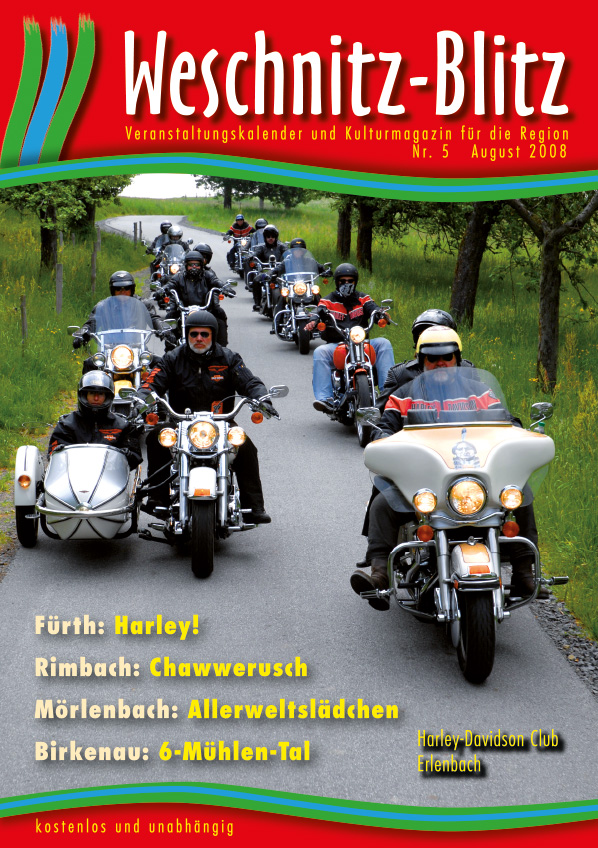 Weschnitz-Blitz
Veranstaltungskalender und Kulturmagazin für die Region
Nr. 5 August 2008
Fürth: Harley!
Rimbach: Chawwerusch
Mörlenbach: Allerweltslädchen
Birkenau: 6-Mühlen-Tal
Harley-Davidson Club
Erlenbach
kostenlos und unabhängig